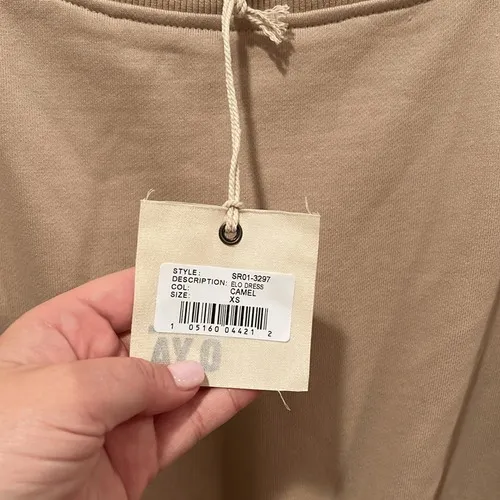 STYLE: SR01-3297
DESCRIPTION: ELO DRESS
COL: CAMEL
SIZE: XS
1 05160 04421 2